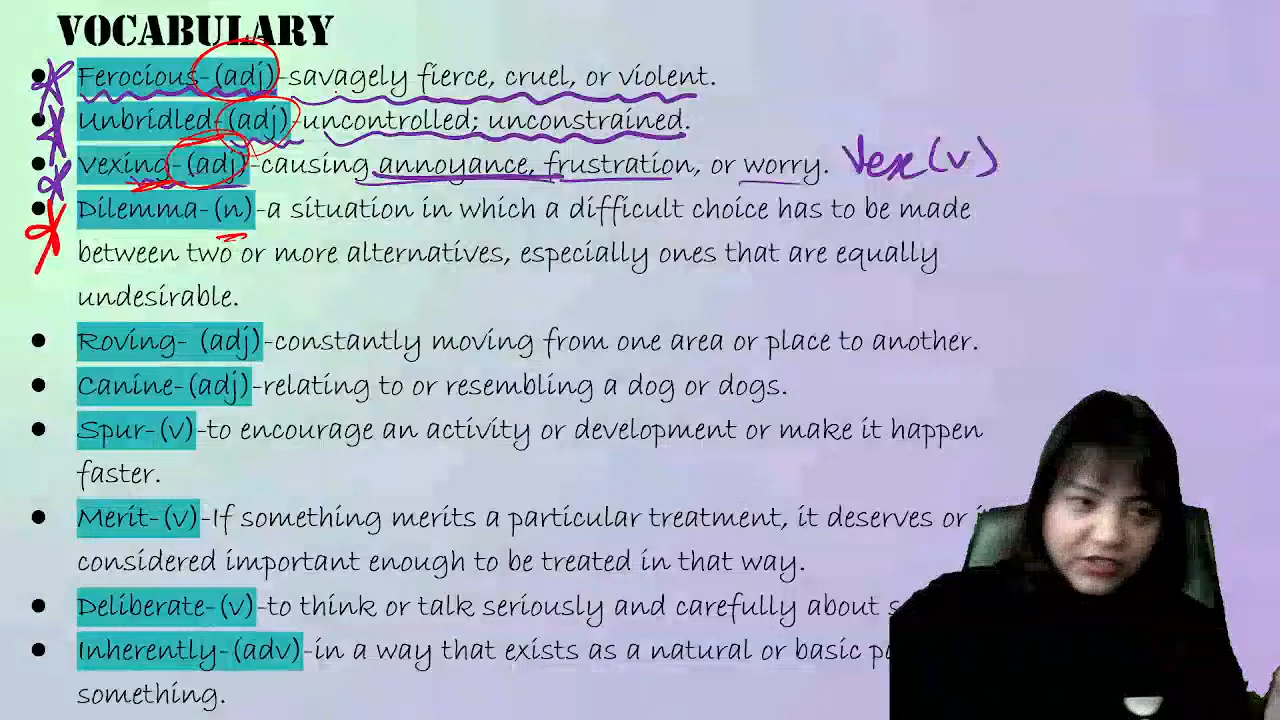 VOCABULARY
● Ferocious-(adj)-savagely fierce, cruel, or violent.
● Unbridled-(adj)-uncontrolled; unconstrained.
● Vexing-(adj)-causing annoyance, frustration, or worry. Vex(v)
● Dilemma-(n)-a situation in which a difficult choice has to be made
between two or more alternatives, especially ones that are equally
undesirable.
● Roving- (adj)-constantly moving from one area or place to another.
● Canine-(adj)-relating to or resembling a dog or dogs.
● Spur-(v)-to encourage an activity or development or make it happen
faster.
● Merit-(v)-If something merits a particular treatment, it deserves or
considered important enough to be treated in that way.
● Deliberate-(v)-to think or talk seriously and carefully about
● Inherently-(adv)-in a way that exists as a natural or basic
something.